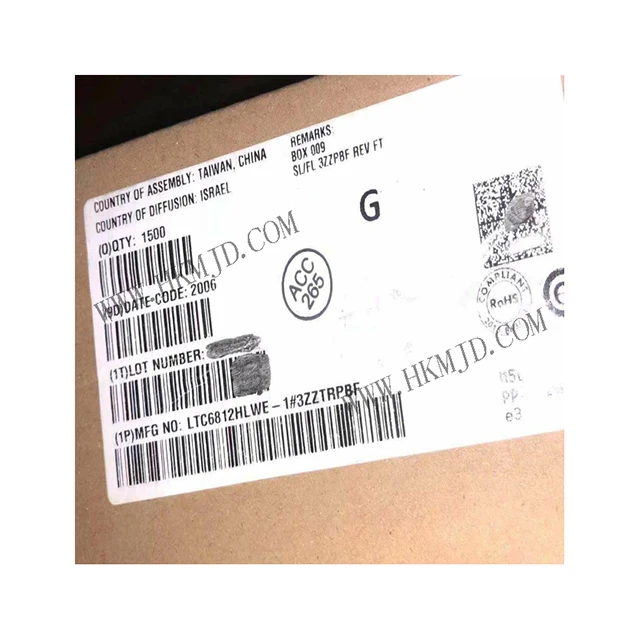 COUNTRY OF ASSEMBLY: TAIWAN, CHINA
COUNTRY OF DIFFUSION: ISRAEL
REMARKS:
BOX 009
SI/FL 3ZZPBF REV FT
(Q)QTY: 1500
G
(9D)DATE CODE: 2006
ACC
265
COMPLIANT
RoHS
(1T)LOT NUMBER:
(1P)MFG NO: LTC6812HLWE-1#3ZZTRPBF
e3
WWW.HKMJD.COM
WWW.HKMJD.COM